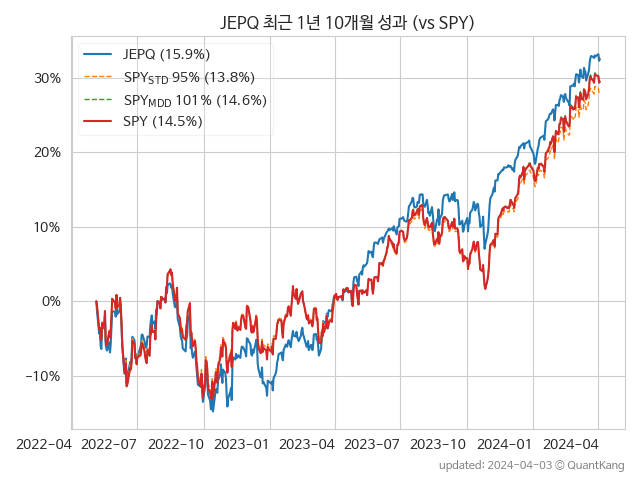 JEPQ 최근 1년 10개월 성과 (vs SPY)
JEPQ (15.9%)
SPY_STD 95% (13.8%)
SPY_MDD 101% (14.6%)
SPY (14.5%)
30%
20%
10%
0%
−10%
2022−04 2022−07 2022−10 2023−01 2023−04 2023−07 2023−10 2024−01 2024−04
updated: 2024−04−03 © QuantKang